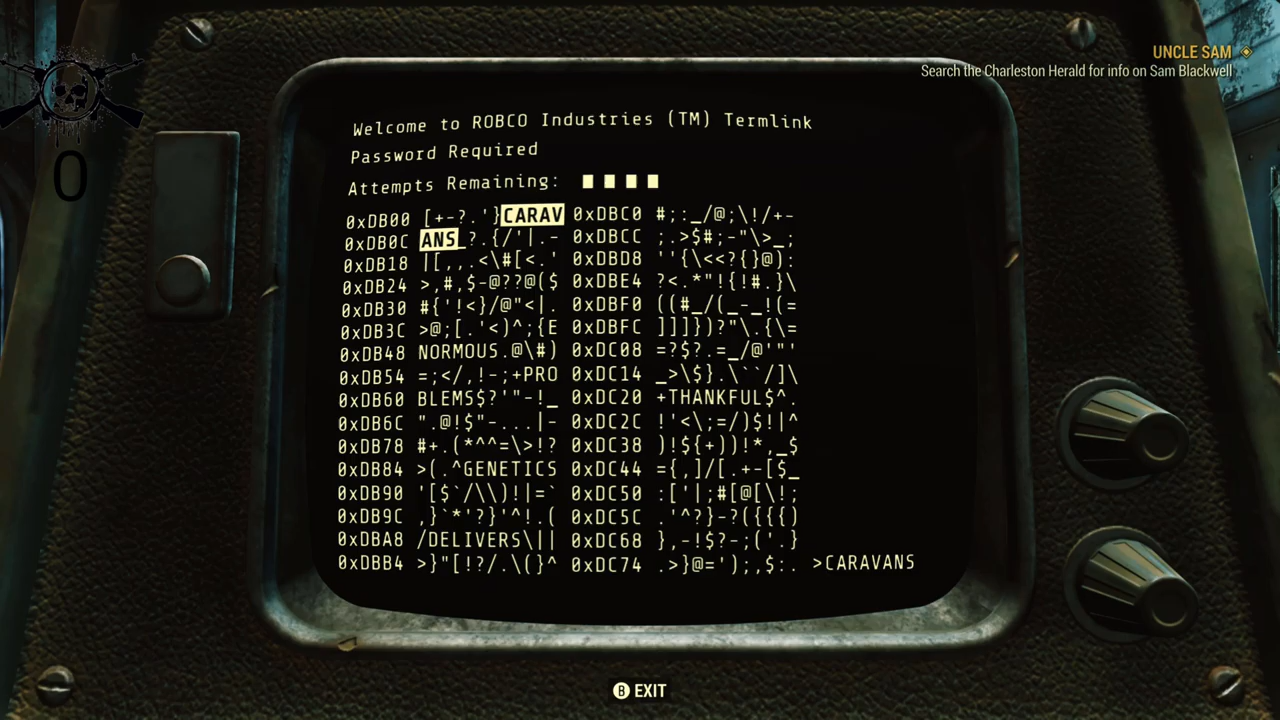 UNCLE SAM
Search the Charleston Herald for info on Sam Blackwell
0
Welcome to ROBCO Industries (TM) Termlink
Password Required
Attempts Remaining:
0xDB00 [+-?.'}CARAV 0xDBC0 #;:_/@;\!/+-
0xDB0C ANS_?.{/'|.- 0xDBCC ;.>$#;-"\>_;
0xDB18 |[,,.<\#[<.' 0xDBD8 ''{\<<?{}@):
0xDB24 >,#,$-@??@($ 0xDBE4 ?<.*"!{!#.}\
0xDB30 #{'!<}/@"<|. 0xDBF0 ((#_/(_-_!(=
0xDB3C >@;[.'<)^;{E 0xDBFC ]]]})?"\.{\=
0xDB48 NORMOUS.@\#) 0xDC08 =?$?.=_/@'"'
0xDB54 =;</,!-;+PRO 0xDC14 _>\$}.\``/]\
0xDB60 BLEMS$?'"-!_ 0xDC20 +THANKFUL$^.
0xDB6C ".@!$"-...|- 0xDC2C !'<\;=/)$!|^
0xDB78 #+.(*^^=\>!? 0xDC38 )!${+))!*,_$
0xDB84 >(.^GENETICS 0xDC44 ={,]/[.+-[$_
0xDB90 '[$`/\\)!|=` 0xDC50 :['|;#[@[\!;
0xDB9C ,}`*'?}'^!.( 0xDC5C .'^?}-?({{{)
0xDBA8 /DELIVERS\|| 0xDC68 },-!$?-;('.}
0xDBB4 >}"[!?/.\(}^ 0xDC74 .>}@=');,$:. >CARAVANS
B EXIT